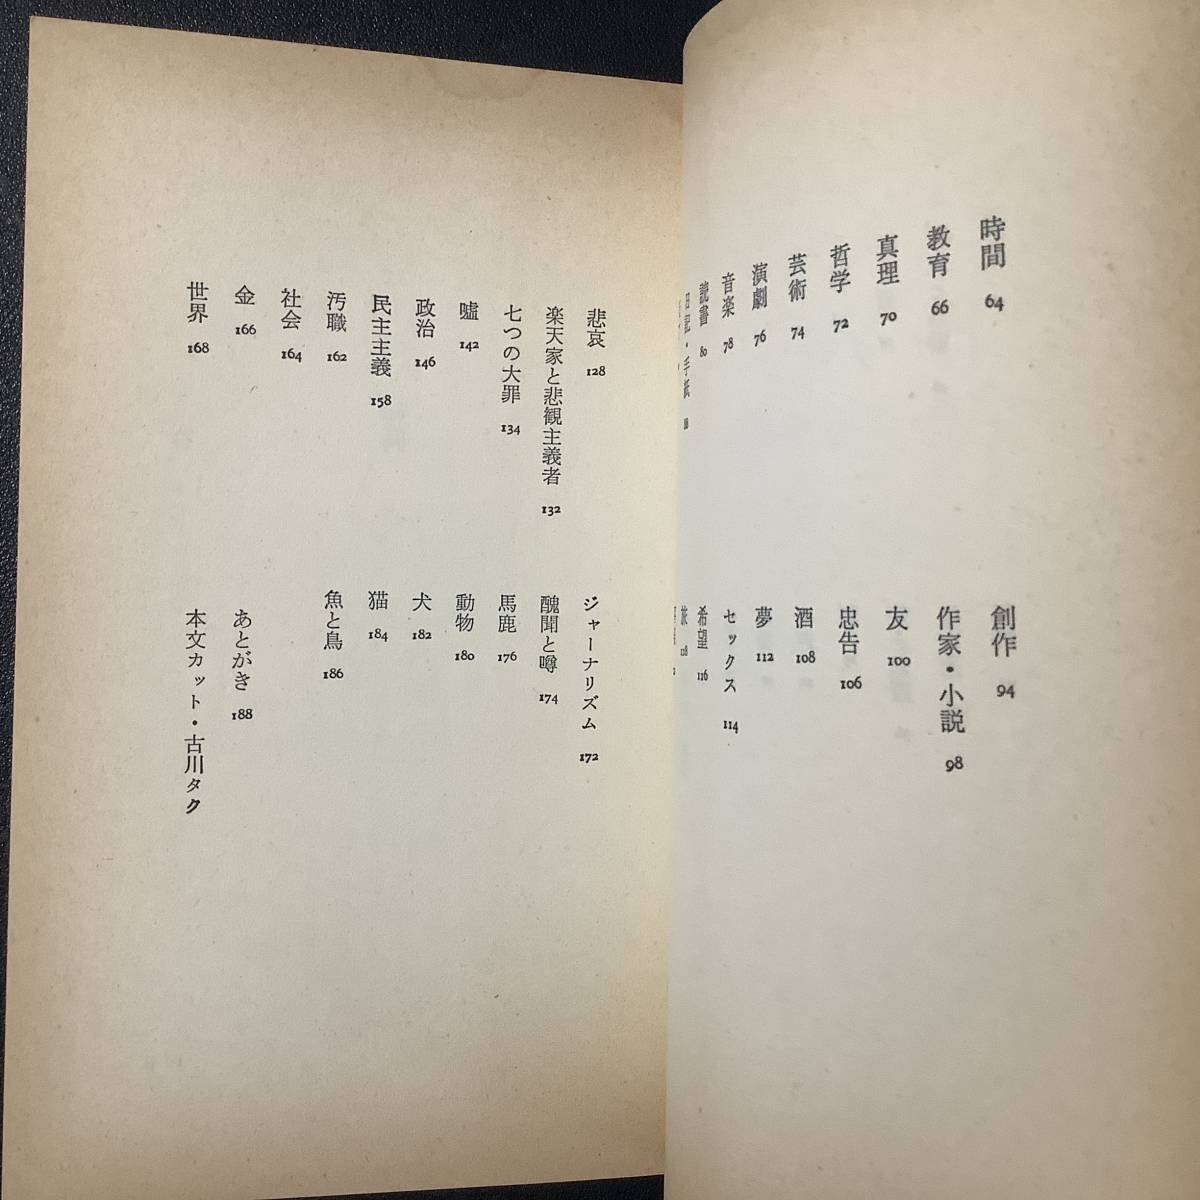 時間 64
教育 66
真理 70
哲学 72
芸術 74
演劇 76
音楽 78
読書 80
日記・手紙
創作 94
作家・小説 98
友 100
忠告 106
酒 108
夢 112
セックス 114
希望 116
旅 118
悲哀 128
楽天家と悲観主義者 132
七つの大罪 134
嘘 142
政治 146
民主主義 158
汚職 162
社会 164
金 166
世界 168
ジャーナリズム 172
醜聞と噂 174
馬鹿 176
動物 180
犬 182
猫 184
魚と鳥 186
あとがき 188
本文カット・古川タク